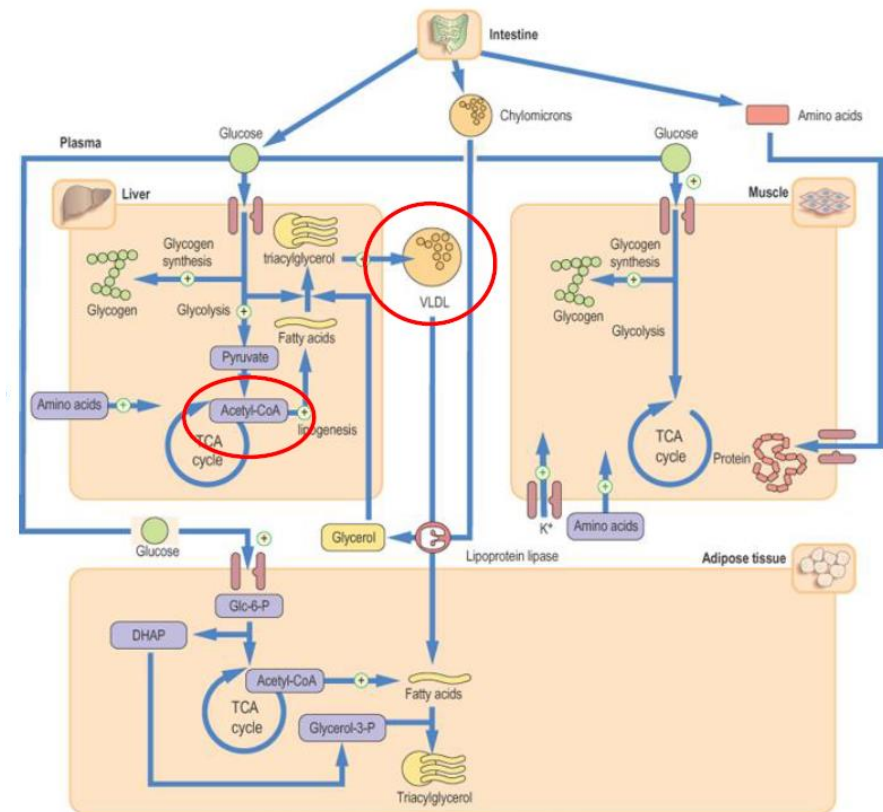 Intestine
Chylomicrons
Amino acids
Plasma
Glucose
Glucose
Liver
Muscle
triacylglycerol
Glycogen
synthesis
Glycogen
Glycolysis
VLDL
Fatty acids
Pyruvate
Amino acids
Acetyl-CoA
lipogenesis
TCA
cycle
Glycogen
synthesis
Glycogen
Glycolysis
TCA
cycle
Protein
K+
Amino acids
Glucose
Glycerol
Lipoprotein lipase
Adipose tissue
Glc-6-P
DHAP
Acetyl-CoA
TCA
cycle
Fatty acids
Glycerol-3-P
Triacylglycerol